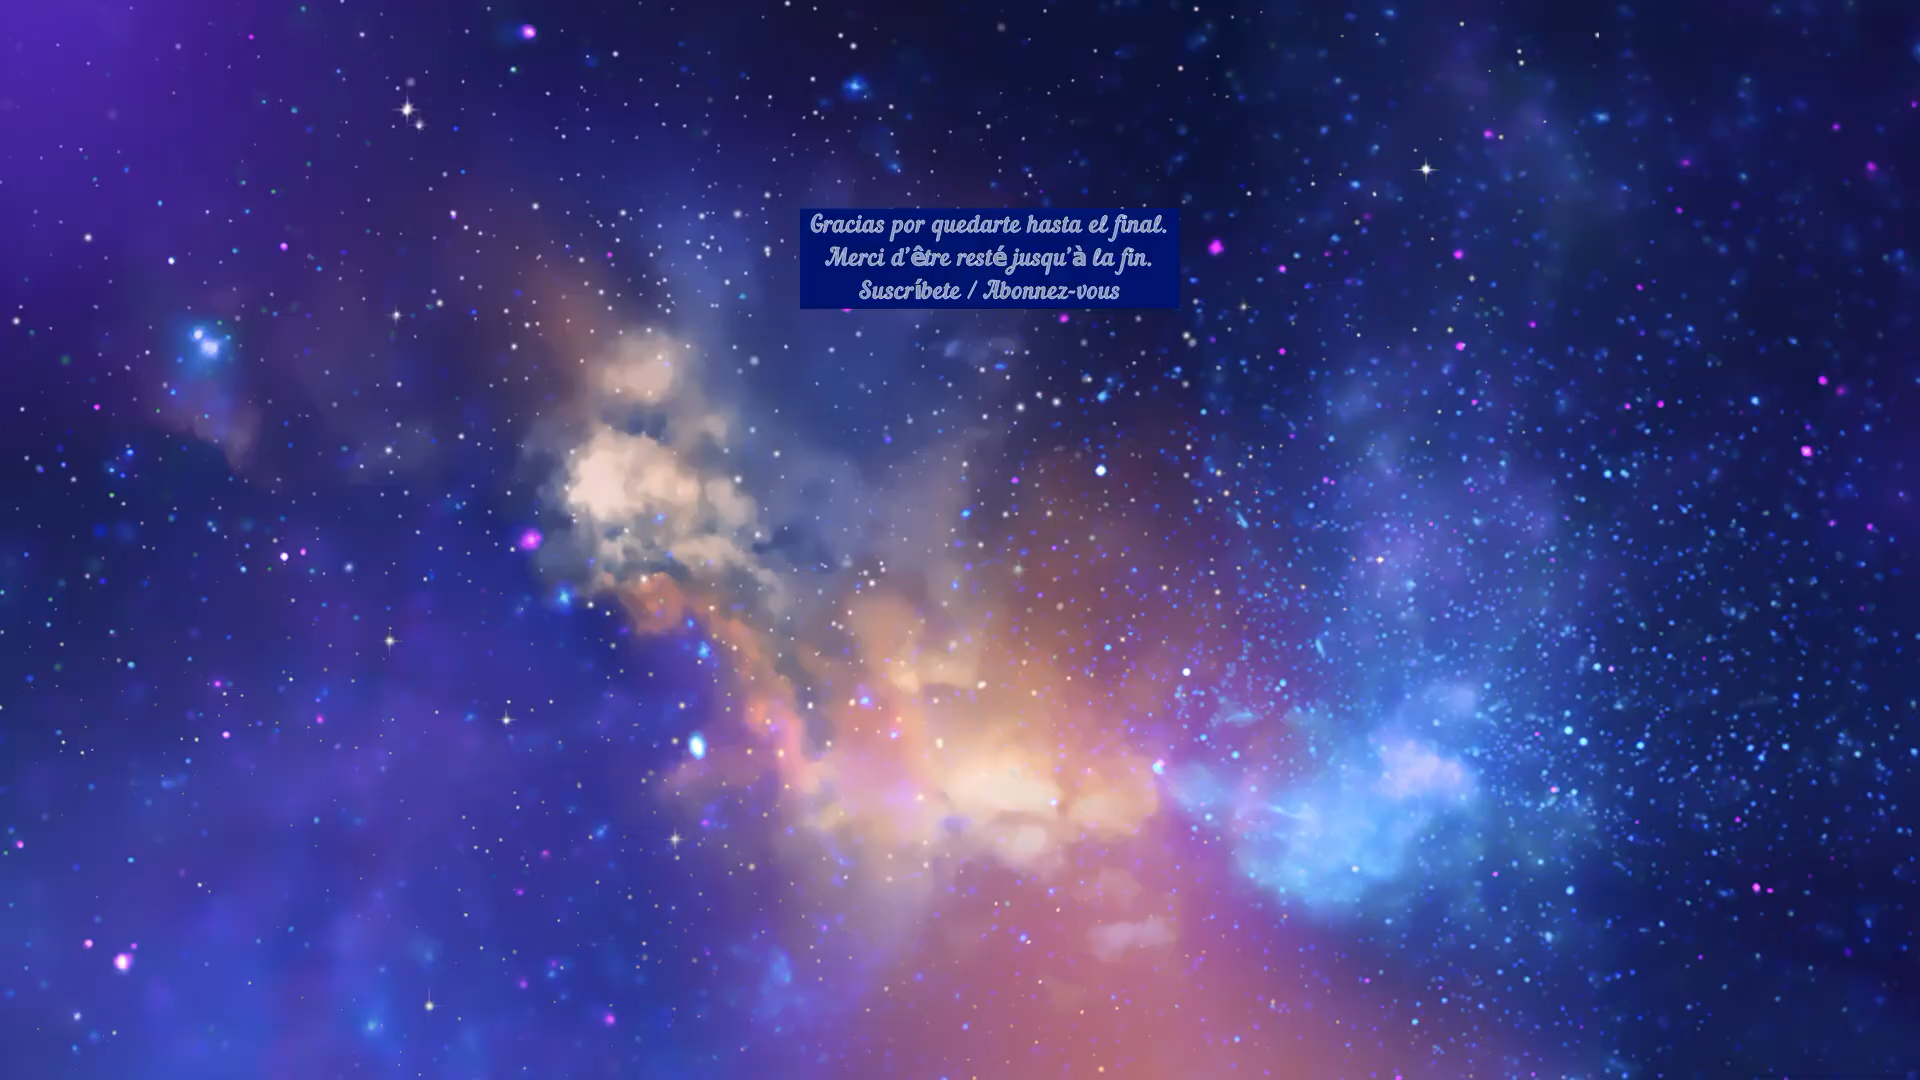 Gracias por quedarte hasta el final.
Merci d'être resté jusqu'à la fin.
Suscríbete / Abonnez-vous